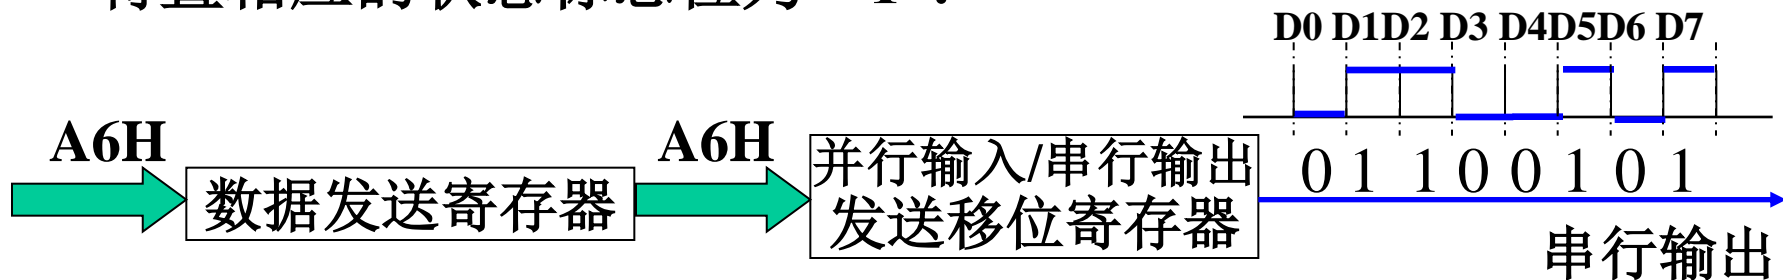 D0 D1D2 D3 D4D5D6 D7
A6H
A6H
数据发送寄存器
并行输入/串行输出
发送移位寄存器
0 1 1 0 0 1 0 1
串行输出